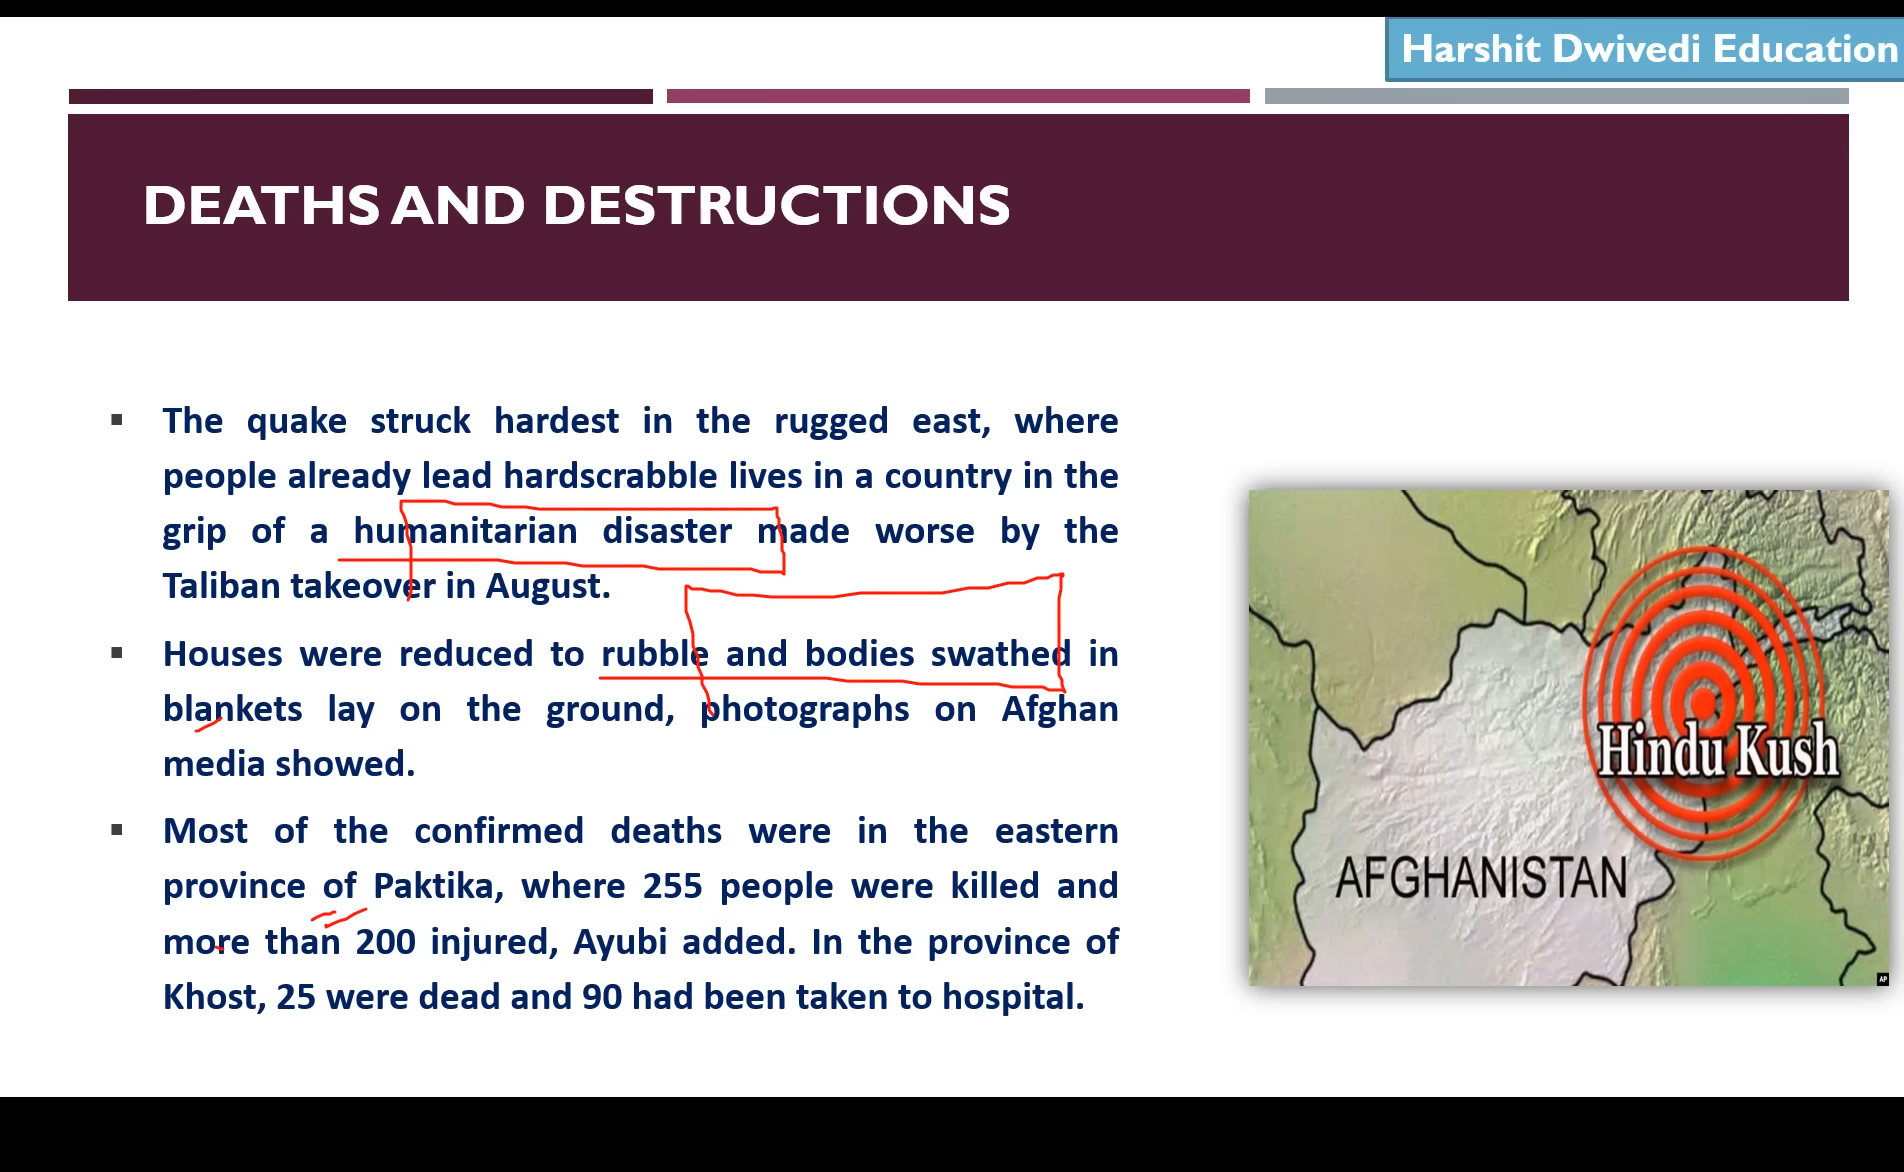 Harshit Dwivedi Education
DEATHS AND DESTRUCTIONS
▪ The quake struck hardest in the rugged east, where
people already lead hardscrabble lives in a country in the
grip of a humanitarian disaster made worse by the
Taliban takeover in August.
▪ Houses were reduced to rubble and bodies swathed in
blankets lay on the ground, photographs on Afghan
media showed.
▪ Most of the confirmed deaths were in the eastern
province of Paktika, where 255 people were killed and
more than 200 injured, Ayubi added. In the province of
Khost, 25 were dead and 90 had been taken to hospital.
Hindu Kush
AFGHANISTAN
AP